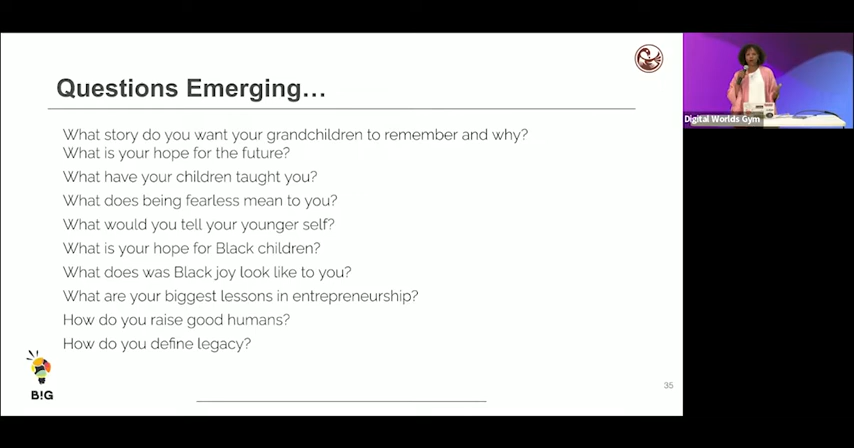 Questions Emerging...
What story do you want your grandchildren to remember and why?
What is your hope for the future?
What have your children taught you?
What does being fearless mean to you?
What would you tell your younger self?
What is your hope for Black children?
What does was Black joy look like to you?
What are your biggest lessons in entrepreneurship?
How do you raise good humans?
How do you define legacy?
B!G
35
Digital Worlds Gym